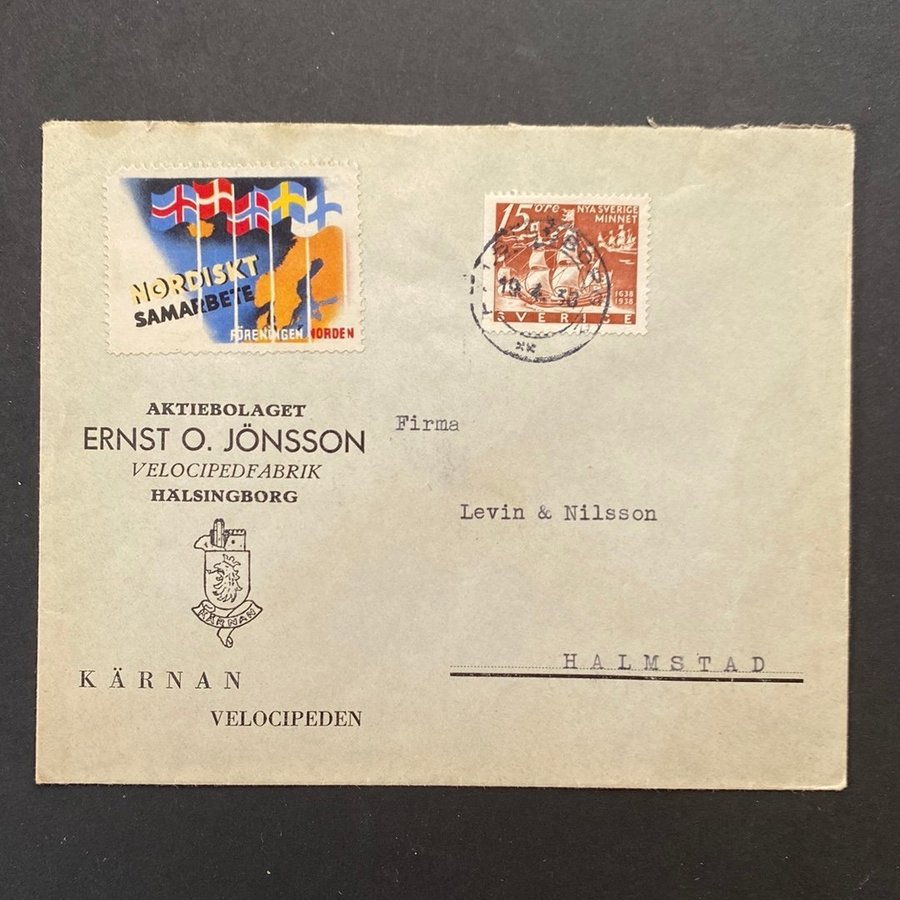 NORDISKT
SAMARBETE
FÖRENINGEN NORDEN
15 öre NYA SVERIGE
MINNET
1638
1938
SVERIGE
AKTIEBOLAGET
ERNST O. JÖNSSON
VELOCIPEDFABRIK
HÄLSINGBORG
KÄRNAN
KÄRNAN
VELOCIPEDEN
Firma
Levin & Nilsson
HALMSTAD